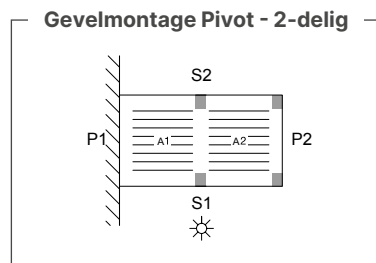 Gevelmontage Pivot - 2-delig
S2
P1 A1 A2 P2
S1